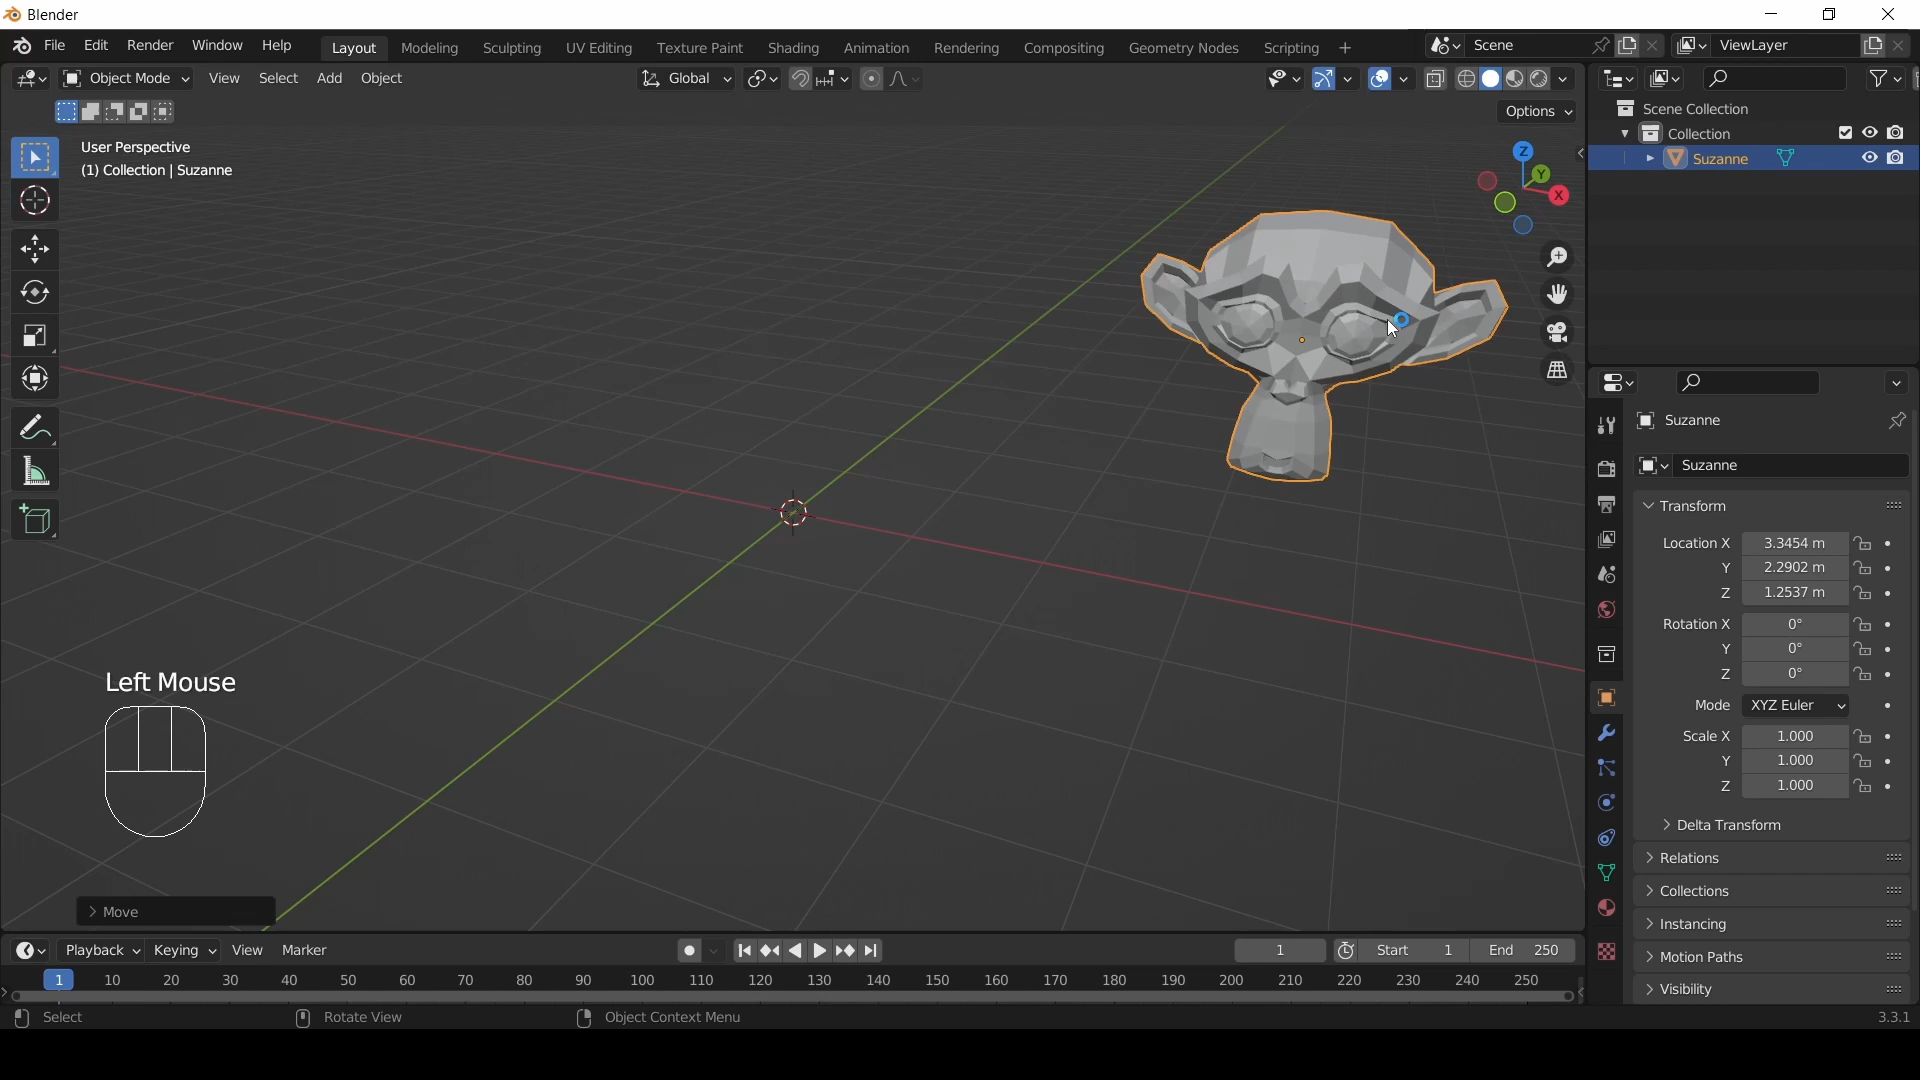 Blender
File Edit Render Window Help Layout Modeling Sculpting UV Editing Texture Paint Shading Animation Rendering Compositing Geometry Nodes Scripting + Scene ViewLayer
Object Mode View Select Add Object Global
Options
User Perspective
(1) Collection | Suzanne
Z
Y
X
Scene Collection
Collection
Suzanne
Suzanne
Suzanne
Transform
Location X 3.3454 m
Y 2.2902 m
Z 1.2537 m
Rotation X 0°
Y 0°
Z 0°
Mode XYZ Euler
Scale X 1.000
Y 1.000
Z 1.000
Delta Transform
Relations
Collections
Instancing
Motion Paths
Visibility
Left Mouse
Move
Playback Keying View Marker 1 Start 1 End 250
1 10 20 30 40 50 60 70 80 90 100 110 120 130 140 150 160 170 180 190 200 210 220 230 240 250
Select Rotate View Object Context Menu 3.3.1